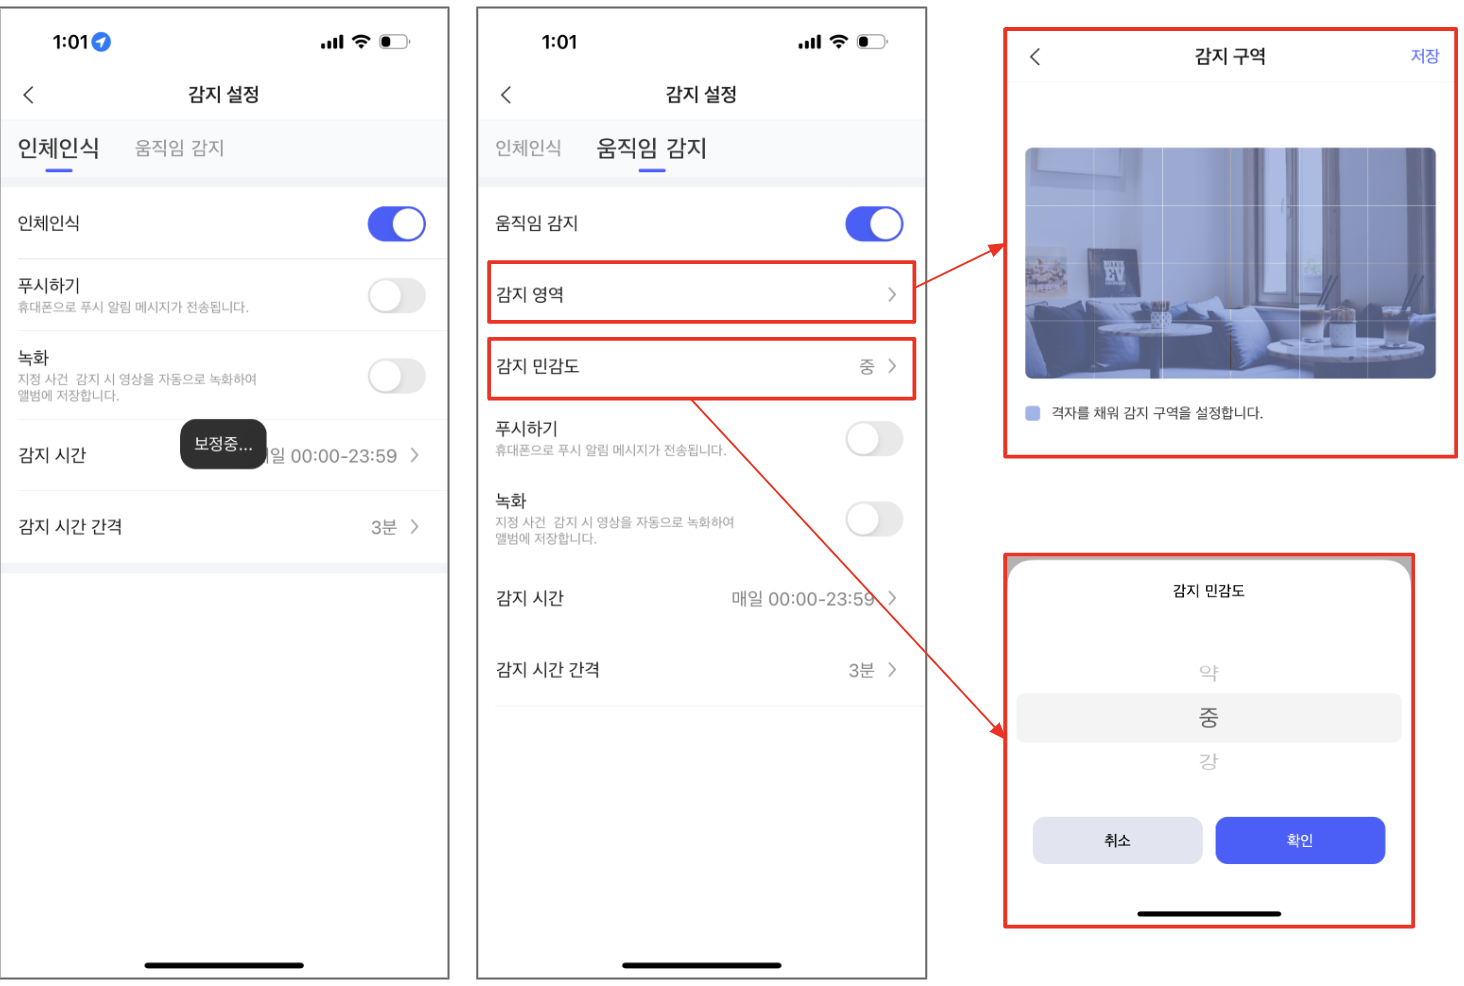 1:01
감지 설정
인체인식 움직임 감지
인체인식
푸시하기
휴대폰으로 푸시 알림 메시지가 전송됩니다.
녹화
지정 사건 감지 시 영상을 자동으로 녹화하여
앨범에 저장합니다.
보정중...
감지 시간 일 00:00-23:59
감지 시간 간격 3분
1:01
감지 설정
인체인식 움직임 감지
움직임 감지
감지 영역
감지 민감도 중
푸시하기
휴대폰으로 푸시 알림 메시지가 전송됩니다.
녹화
지정 사건 감지 시 영상을 자동으로 녹화하여
앨범에 저장합니다.
감지 시간 매일 00:00-23:59
감지 시간 간격 3분
감지 구역 저장
EV
격자를 채워 감지 구역을 설정합니다.
감지 민감도
약
중
강
취소 확인